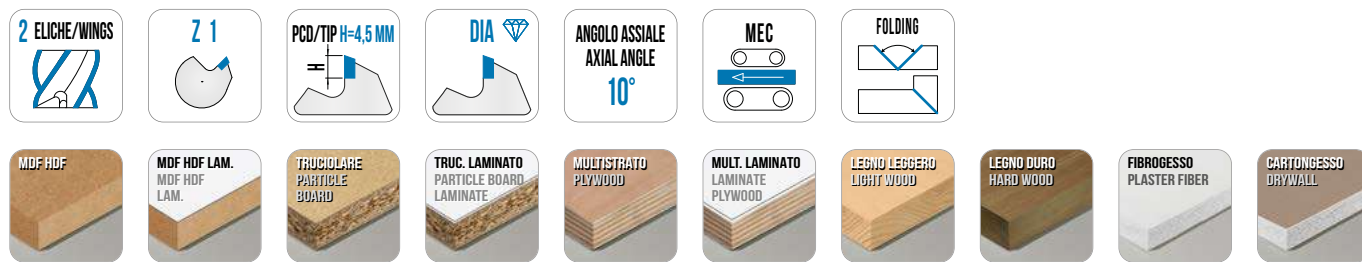 2 ELICHE/WINGS
Z 1
PCD/TIP H=4,5 MM
H
DIA
ANGOLO ASSIALE
AXIAL ANGLE
10°
MEC
FOLDING
MDF HDF
MDF HDF LAM.
MDF HDF
LAM.
TRUCIOLARE
PARTICLE
BOARD
TRUC. LAMINATO
PARTICLE BOARD
LAMINATE
MULTISTRATO
PLYWOOD
MULT. LAMINATO
LAMINATE
PLYWOOD
LEGNO LEGGERO
LIGHT WOOD
LEGNO DURO
HARD WOOD
FIBROGESSO
PLASTER FIBER
CARTONGESSO
DRYWALL